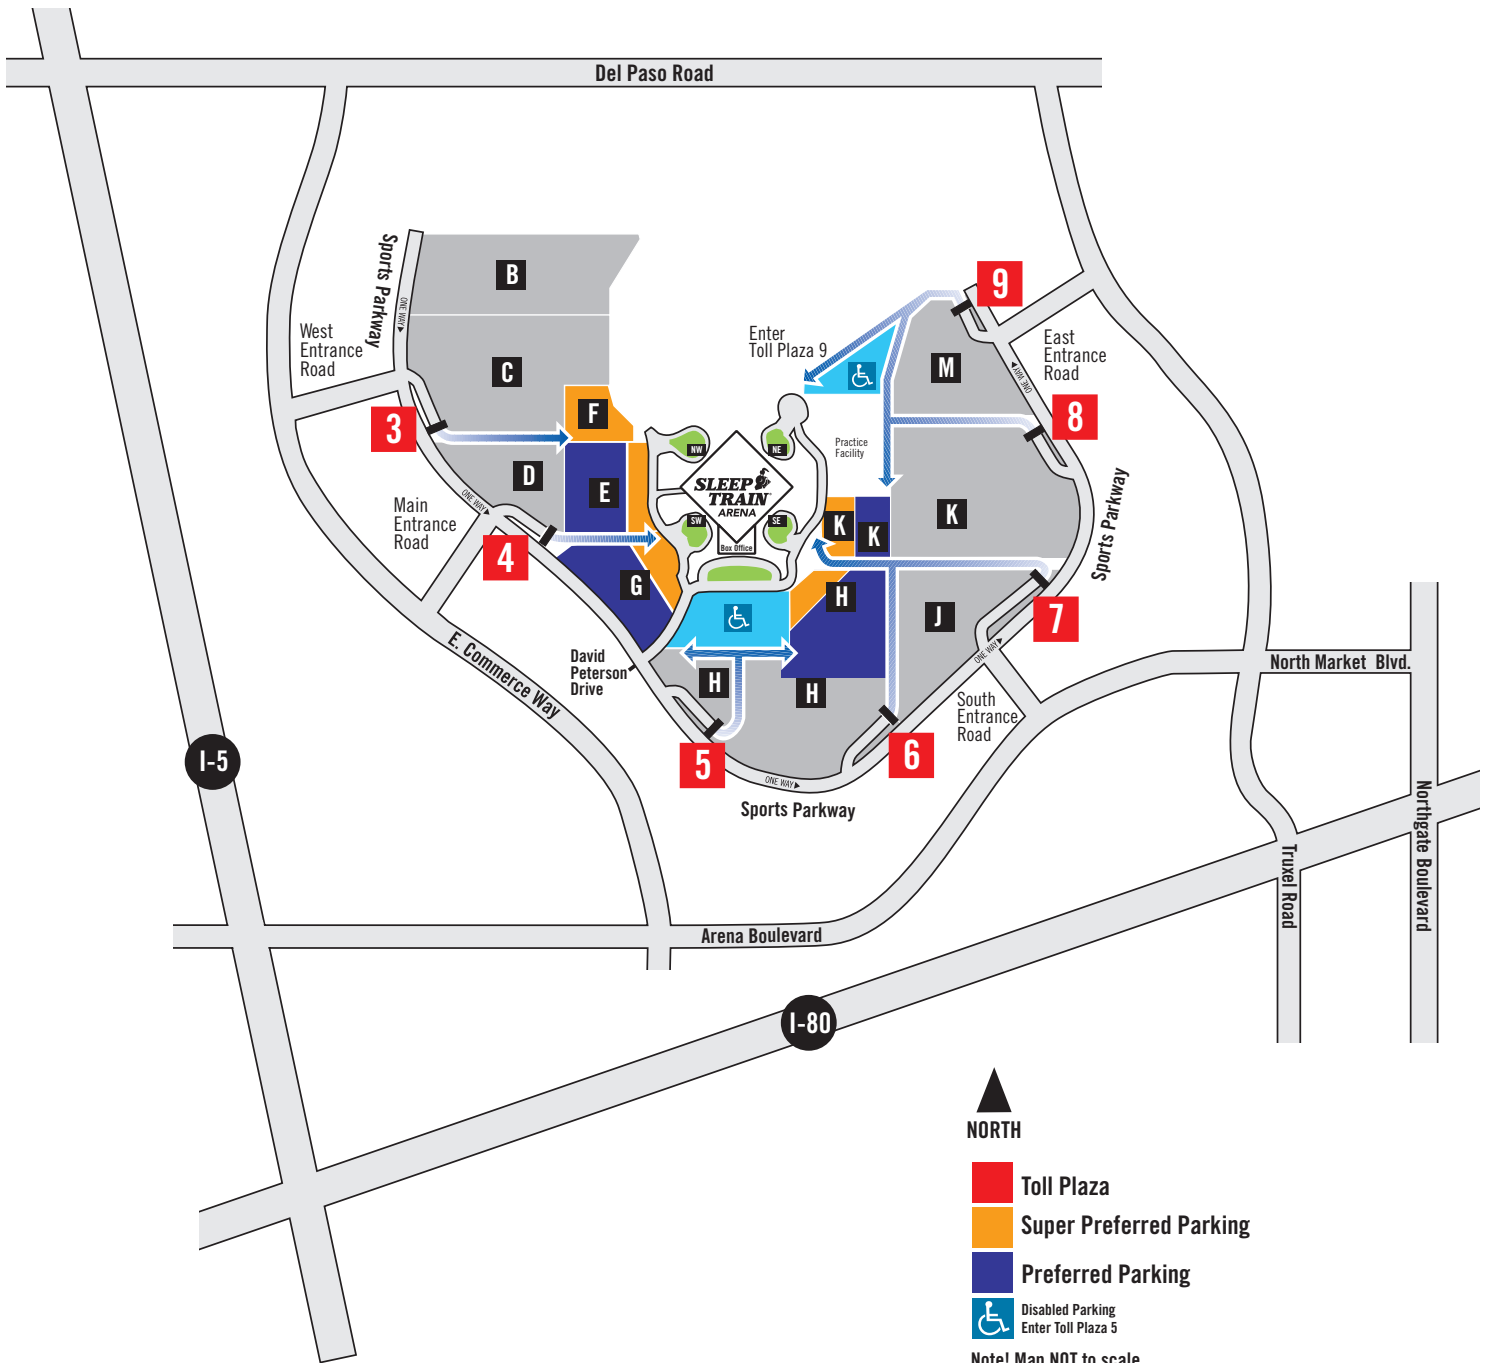 Del Paso Road
Sports Parkway
ONE WAY
B
C
West
Entrance
Road
3
F
D
E
ONE WAY
Main
Entrance
Road
4
G
Enter
Toll Plaza 9
9
M
East
Entrance
Road
ONE WAY
8
Practice
Facility
NW
NE
SLEEP
TRAIN
ARENA
SW
SE
Box Office
K
K
K
Sports Parkway
H
J
7
ONE WAY
David
Peterson
Drive
H
H
South
Entrance
Road
5
6
ONE WAY
Sports Parkway
E. Commerce Way
North Market Blvd.
I-5
Northgate Boulevard
Truxel Road
Arena Boulevard
I-80
NORTH
Toll Plaza
Super Preferred Parking
Preferred Parking
Disabled Parking
Enter Toll Plaza 5
Note! Map NOT to scale